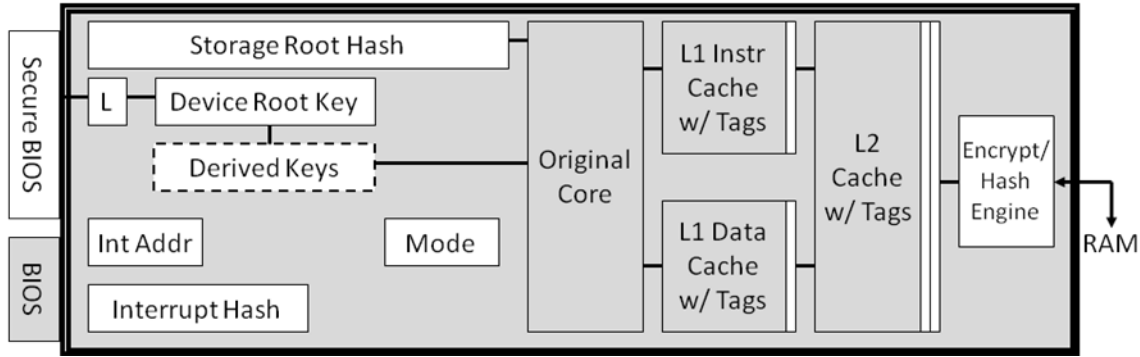 Secure BIOS
BIOS
Storage Root Hash
L
Device Root Key
Derived Keys
Int Addr
Mode
Interrupt Hash
Original
Core
L1 Instr
Cache
w/ Tags
L1 Data
Cache
w/ Tags
L2
Cache
w/ Tags
Encrypt/
Hash
Engine
RAM